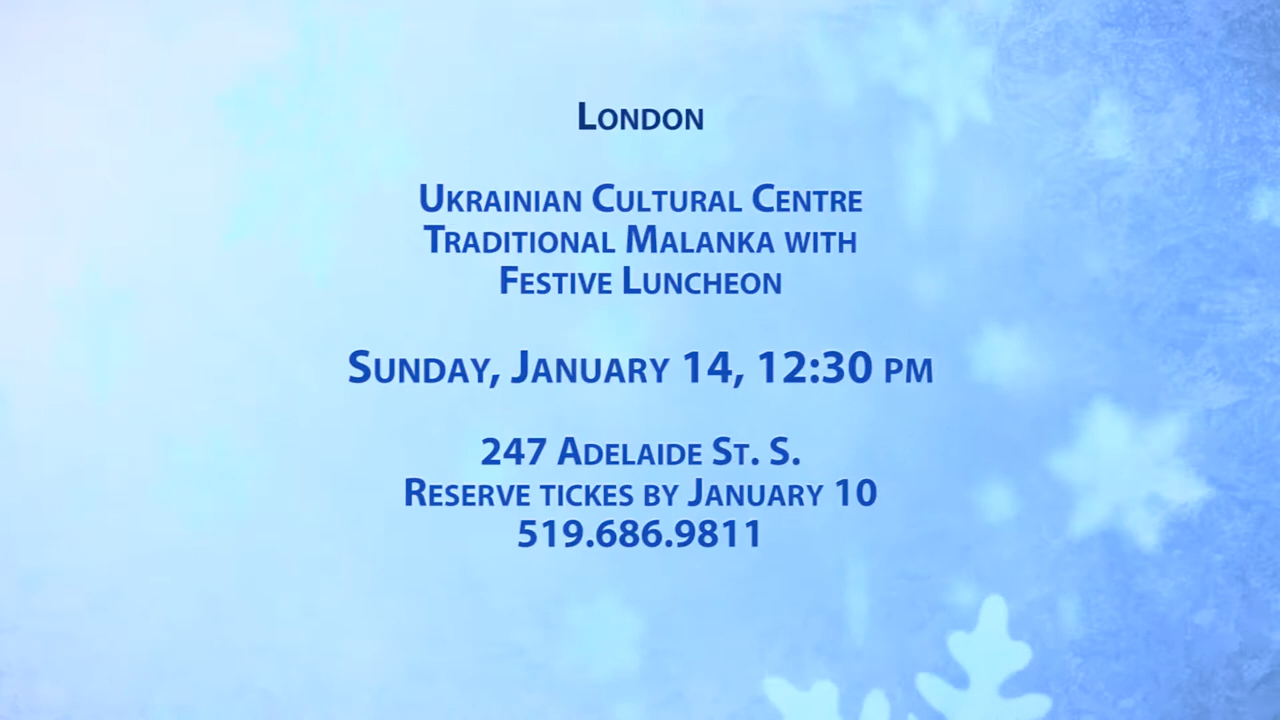 London
Ukrainian Cultural Centre
Traditional Malanka with
Festive Luncheon
Sunday, January 14, 12:30 pm
247 Adelaide St. S.
Reserve tickes by January 10
519.686.9811